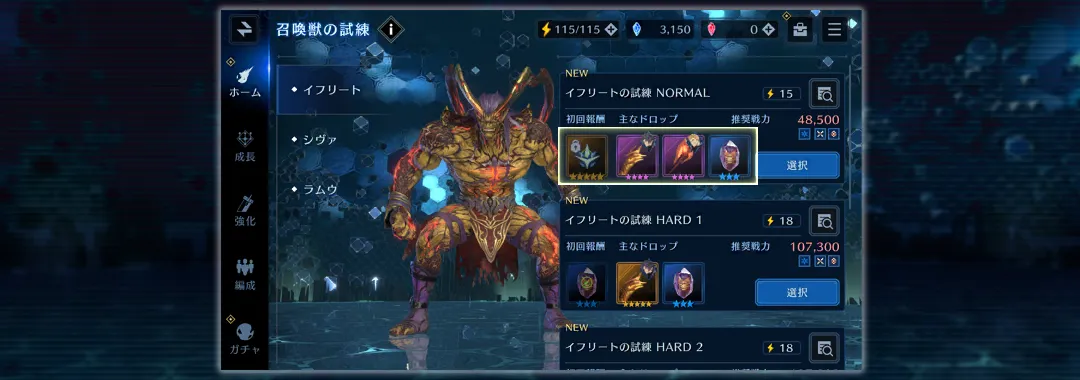 召喚獣の試練
115/115
3,150
0
ホーム
成長
強化
編成
ガチャ
イフリート
シヴァ
ラムウ
NEW
イフリートの試練 NORMAL
15
初回報酬 主なドロップ 推奨戦力
48,500
選択
NEW
イフリートの試練 HARD 1
18
初回報酬 主なドロップ 推奨戦力
107,300
選択
NEW
イフリートの試練 HARD 2
18